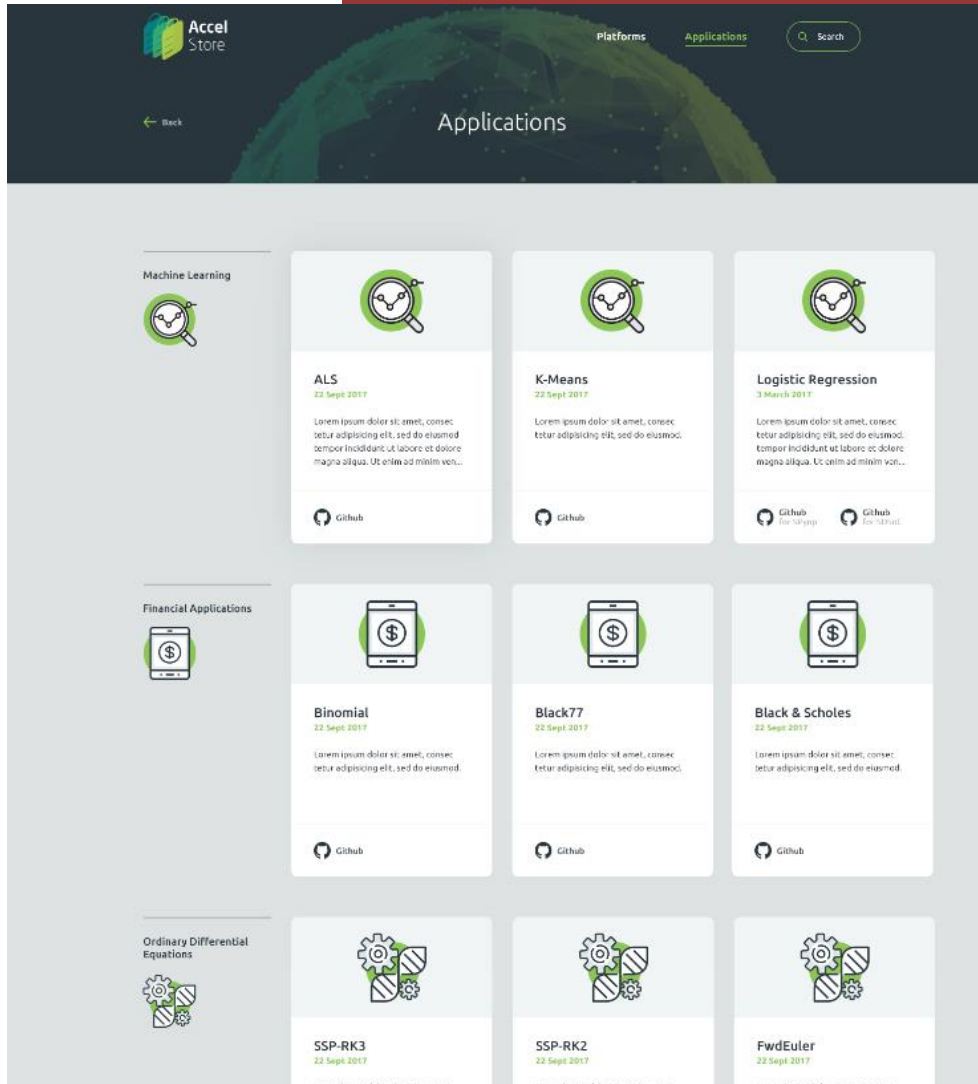 Accel
Store
Platforms
Applications
Search
Back
Applications
Machine Learning
ALS
22 Sept 2017
Lorem ipsum dolor sit amet, consec
tetur adipisicing elit, sed do eiusmod
tempor incididunt ut labore et dolore
magna aliqua. Ut enim ad minim ven...
Github
K-Means
22 Sept 2017
Lorem ipsum dolor sit amet, consec
tetur adipisicing elit, sed do eiusmod.
Github
Logistic Regression
3 March 2017
Lorem ipsum dolor sit amet, consec
tetur adipisicing elit, sed do eiusmod.
tempor incididunt ut labore et dolore
magna aliqua. Ut enim ad minim ven...
Github
for
Github
for
Financial Applications
Binomial
22 Sept 2017
Lorem ipsum dolor sit amet, consec
tetur adipisicing elit, sed do eiusmod.
Github
Black77
22 Sept 2017
Lorem ipsum dolor sit amet, consec
tetur adipisicing elit, sed do eiusmod.
Github
Black & Scholes
22 Sept 2017
Lorem ipsum dolor sit amet, consec
tetur adipisicing elit, sed do eiusmod.
Github
Ordinary Differential
Equations
SSP-RK3
22 Sept 2017
SSP-RK2
22 Sept 2017
FwdEuler
22 Sept 2017